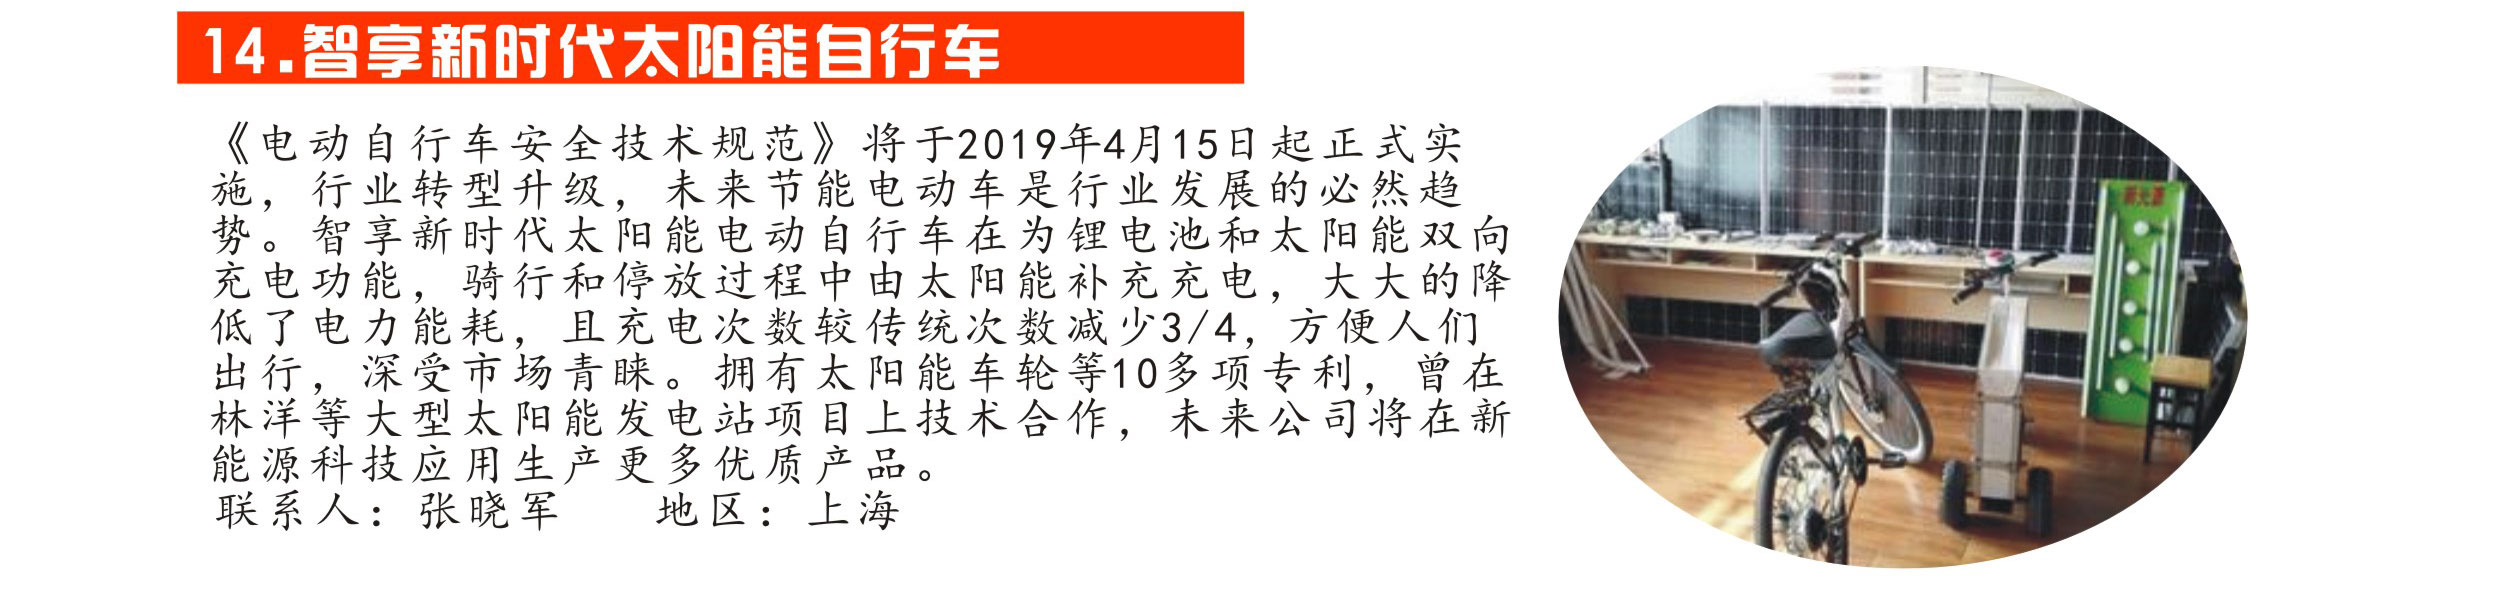 14.智享新时代太阳能自行车
《电动自行车安全技术规范》将于2019年4月15日起正式实
施，行业转型升级，未来节能电动车是行业发展的必然趋
势。智享新时代太阳能电动自行车在为锂电池和太阳能双向
充电功能，骑行和停放过程中由太阳能补充充电，大大的降
低了电力能耗，且充电次数较传统次数减少3/4，方便人们
出行，深受市场青睐。拥有太阳能车轮等10多项专利，曾在
林洋等大型太阳能发电站项目上技术合作，未来公司将在新
能源科技应用生产更多优质产品。
联系人：张晓军 地区：上海